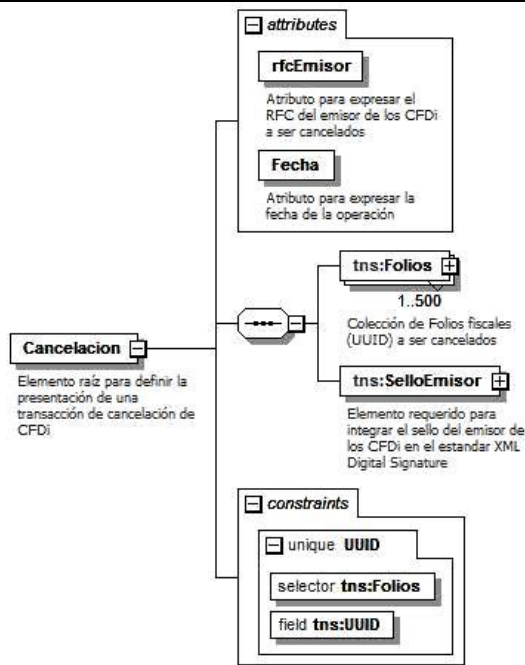 attributes
rfcEmisor
Atributo para expresar el
RFC del emisor de los CFDi
a ser cancelados
Fecha
Atributo para expresar la
fecha de la operación
tns:Folios
1..500
Colección de Folios fiscales
(UUID) a ser cancelados
Cancelacion
Elemento raíz para definir la
presentación de una
transacción de cancelación de
CFDi
tns:SelloEmisor
Elemento requerido para
integrar el sello del emisor de
los CFDi en el estandar XML
Digital Signature
constraints
unique UUID
selector tns:Folios
field tns:UUID